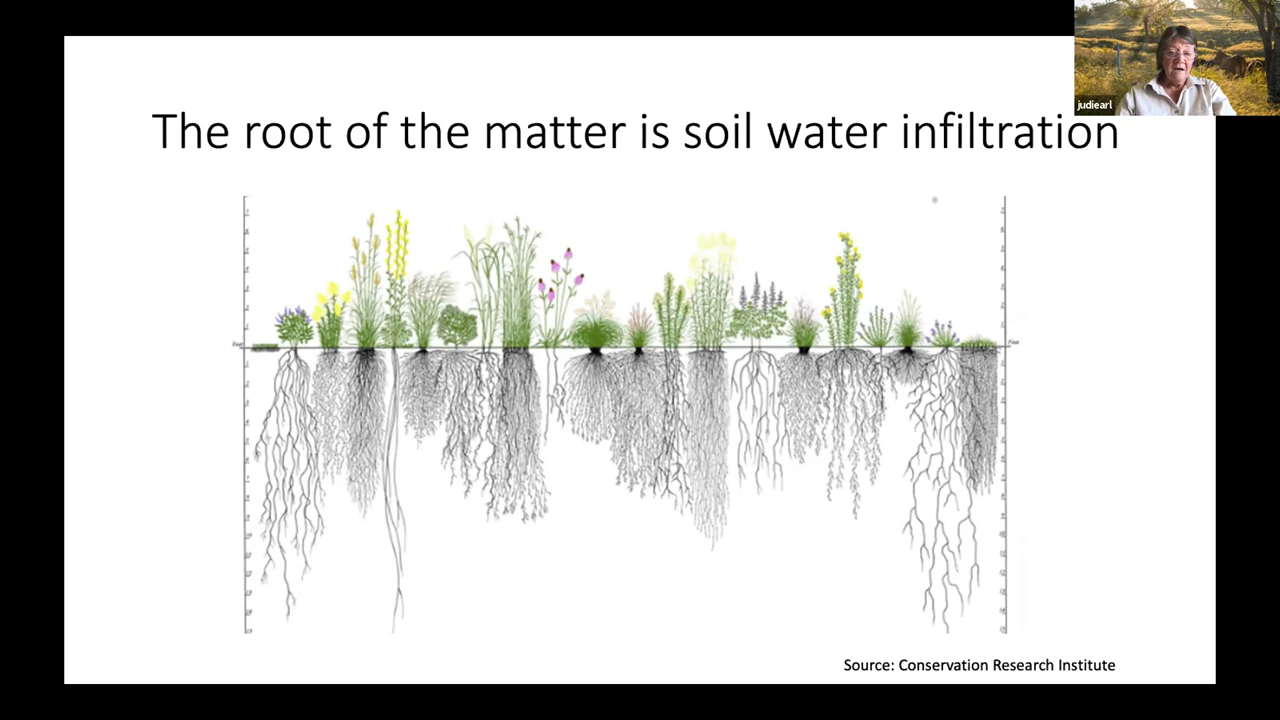 judiearl
The root of the matter is soil water infiltration
Source: Conservation Research Institute